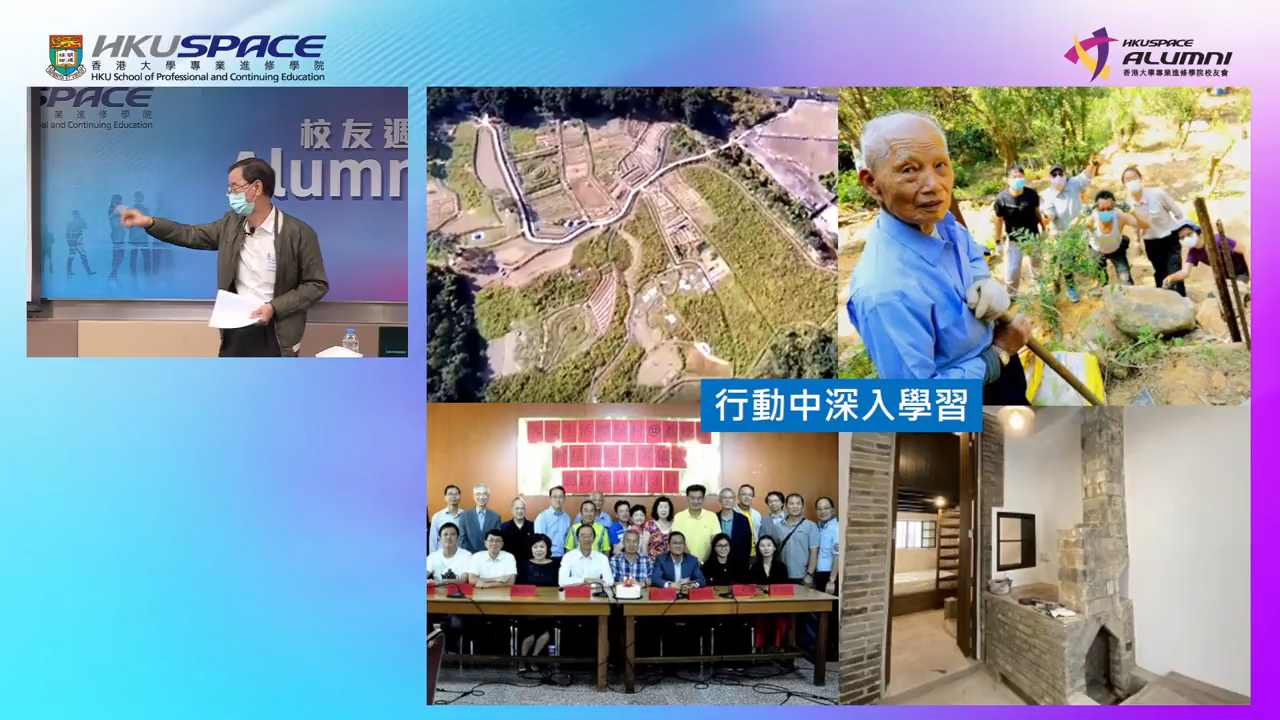 HKUSPACE
香港大學專業進修學院
HKU School of Professional and Continuing Education
HKUSPACE
ALUMNI
香港大學專業進修學院校友會
SPACE
業進修學院
al and Continuing Education
校友週
Alumn
行動中深入學習